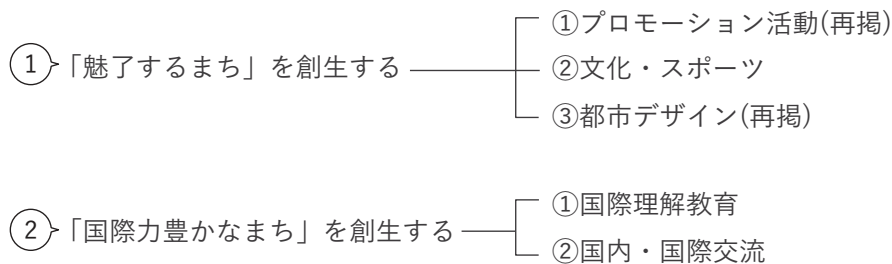 1「魅了するまち」を創生する
①プロモーション活動(再掲)
②文化・スポーツ
③都市デザイン(再掲)
2「国際力豊かなまち」を創生する
①国際理解教育
②国内・国際交流